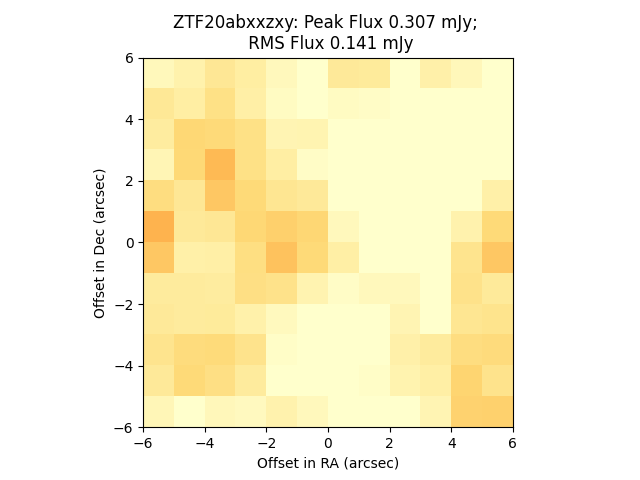 ZTF20abxxzxy: Peak Flux 0.307 mJy;
RMS Flux 0.141 mJy
6
4
2
0
−2
−4
−6
Offset in Dec (arcsec)
−6 −4 −2 0 2 4 6
Offset in RA (arcsec)